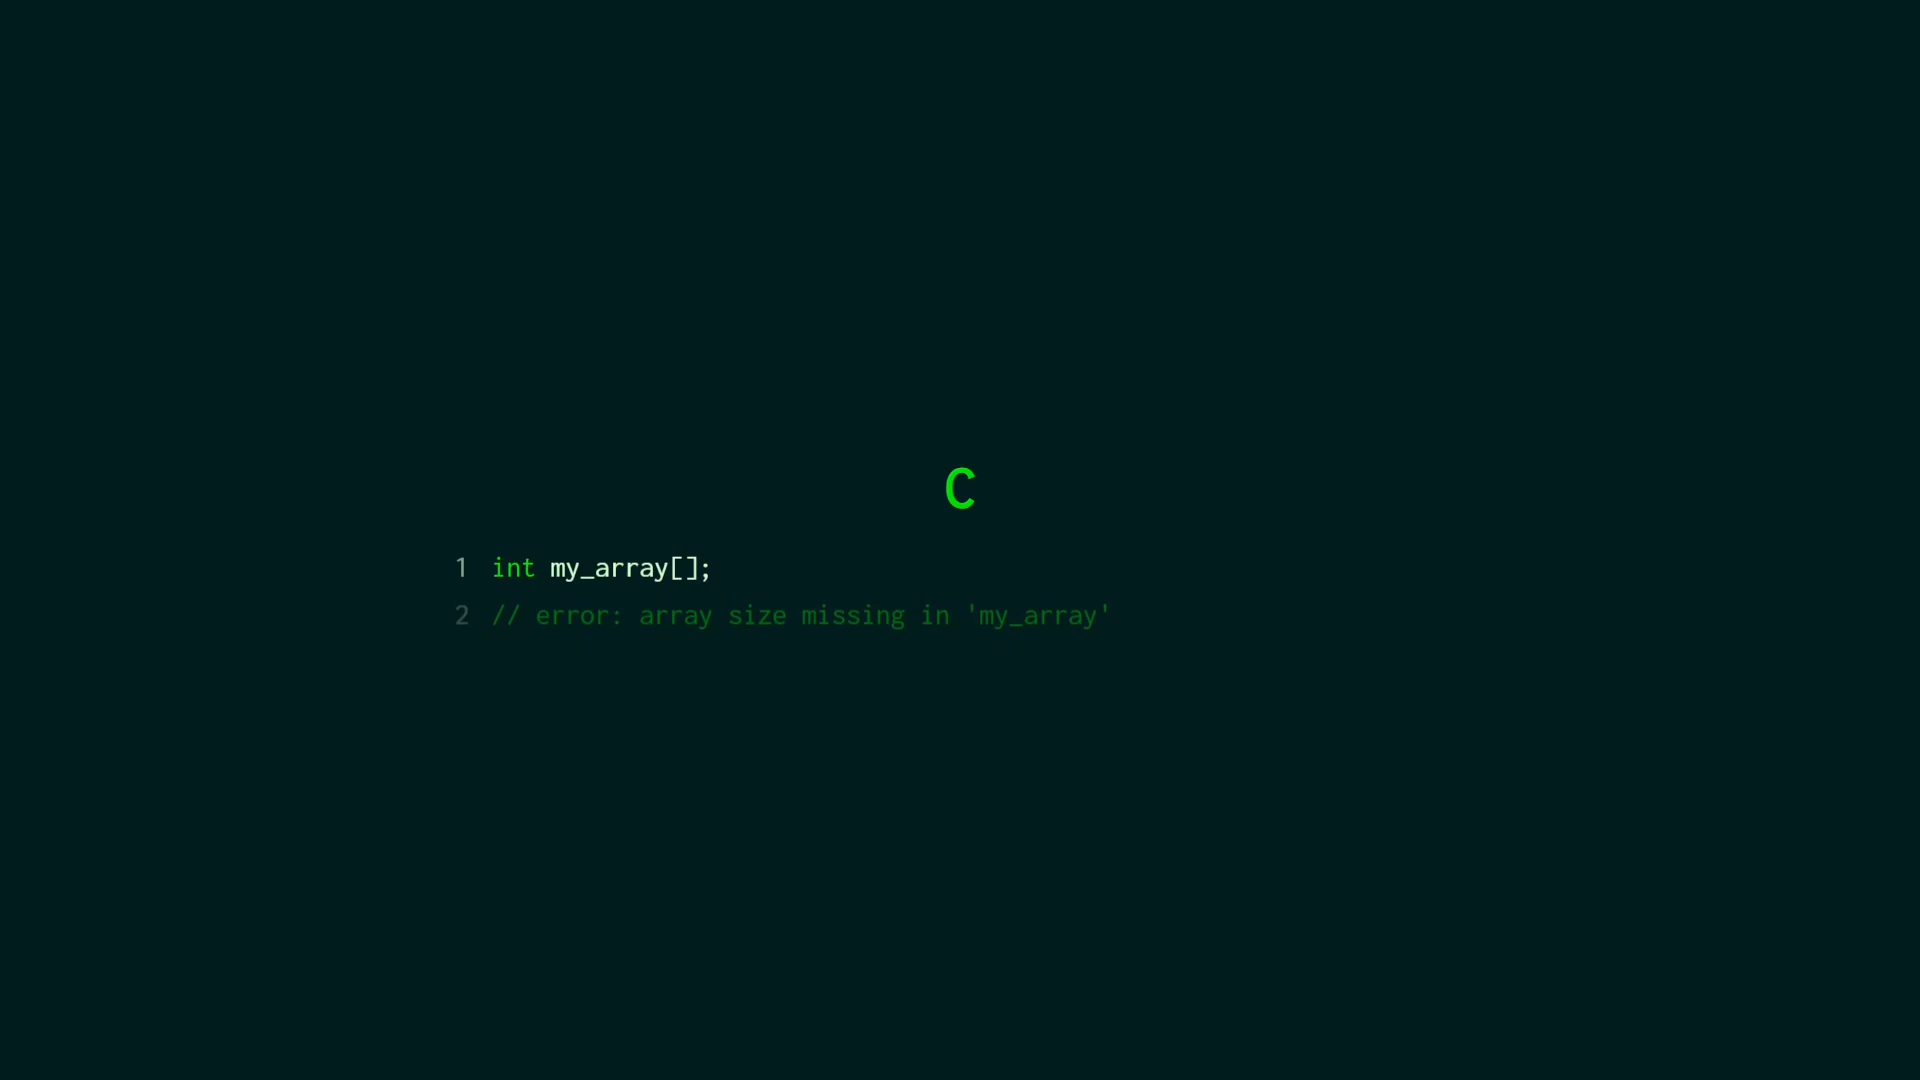 C
1 int my_array[];
2 // error: array size missing in 'my_array'